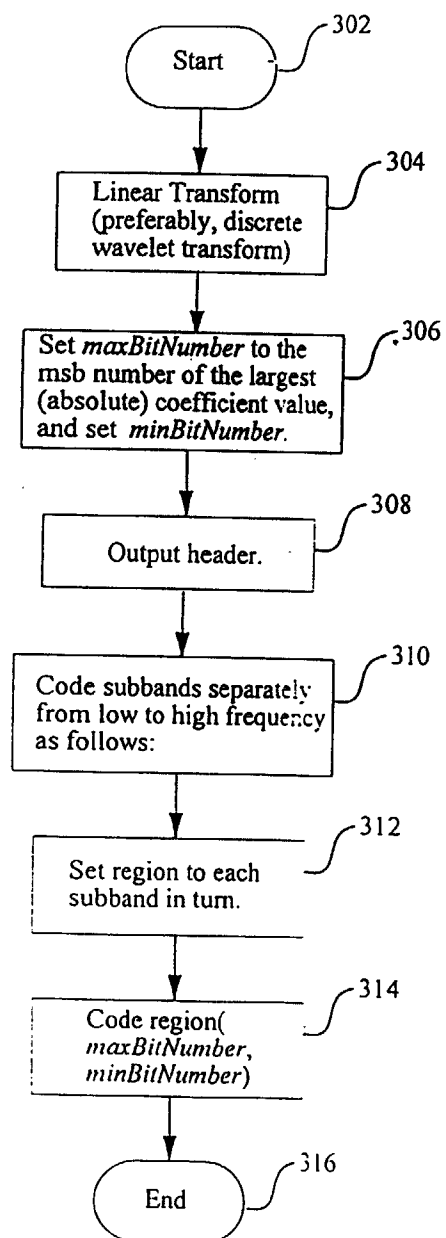 302
Start
304
Linear Transform
(preferably, discrete
wavelet transform)
306
Set maxBitNumber to the
msb number of the largest
(absolute) coefficient value,
and set minBitNumber.
308
Output header.
310
Code subbands separately
from low to high frequency
as follows:
312
Set region to each
subband in turn.
314
Code region(
maxBitNumber,
minBitNumber)
316
End